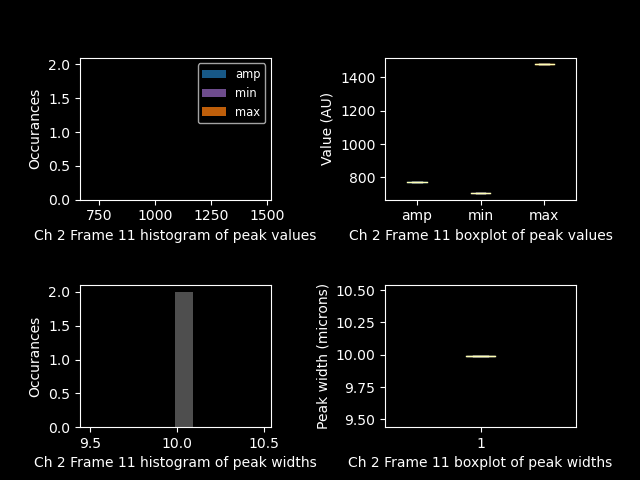 2.0
1.5
1.0
0.5
0.0
Occurances
amp
min
max
750 1000 1250 1500
Ch 2 Frame 11 histogram of peak values
1400
1200
1000
800
Value (AU)
amp min max
Ch 2 Frame 11 boxplot of peak values
2.0
1.5
1.0
0.5
0.0
Occurances
9.5 10.0 10.5
Ch 2 Frame 11 histogram of peak widths
10.50
10.25
10.00
9.75
9.50
Peak width (microns)
1
Ch 2 Frame 11 boxplot of peak widths